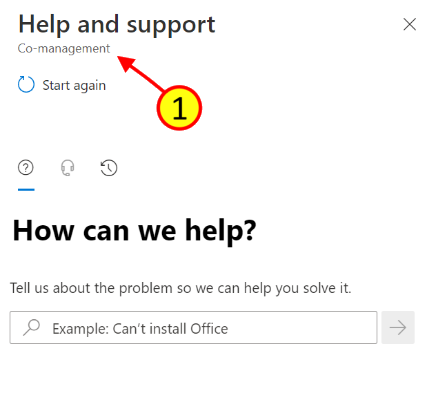 Help and support
Co-management
Start again
1
How can we help?
Tell us about the problem so we can help you solve it.
Example: Can't install Office